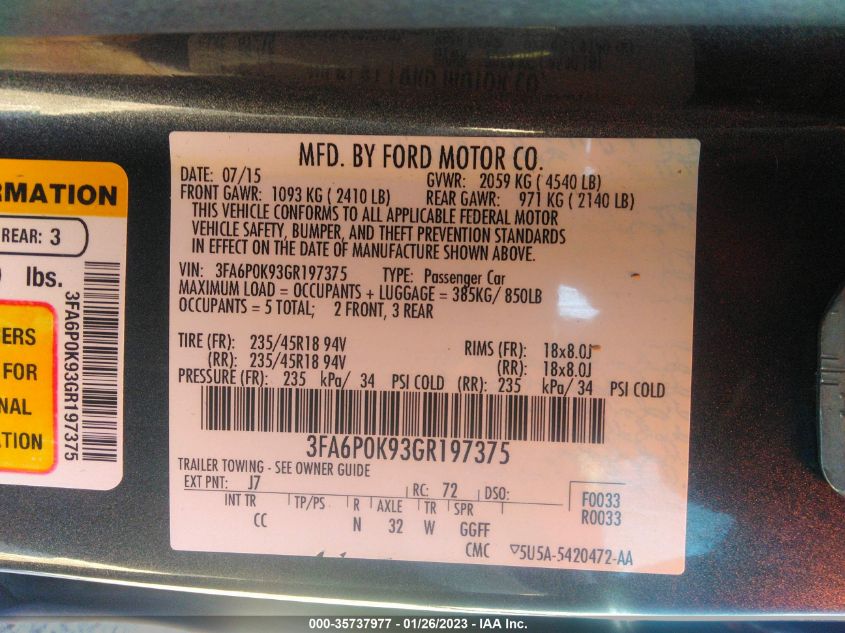 MFD. BY FORD MOTOR CO.
DATE: 07/15 GVWR: 2059 KG ( 4540 LB)
FRONT GAWR: 1093 KG ( 2410 LB) REAR GAWR: 971 KG ( 2140 LB)
THIS VEHICLE CONFORMS TO ALL APPLICABLE FEDERAL MOTOR
VEHICLE SAFETY, BUMPER, AND THEFT PREVENTION STANDARDS
IN EFFECT ON THE DATE OF MANUFACTURE SHOWN ABOVE.
VIN: 3FA6P0K93GR197375 TYPE: Passenger Car
MAXIMUM LOAD = OCCUPANTS + LUGGAGE = 385KG/ 850LB
OCCUPANTS = 5 TOTAL; 2 FRONT, 3 REAR
TIRE (FR): 235/45R18 94V RIMS (FR): 18x8.0J
(RR): 235/45R18 94V (RR): 18x8.0J
PRESSURE (FR): 235 kPa/ 34 PSI COLD (RR): 235 kPa/ 34 PSI COLD
3FA6P0K93GR197375
TRAILER TOWING - SEE OWNER GUIDE
EXT PNT: J7 RC: 72 DSO: F0033
R0033
INT TR TP/PS R AXLE TR SPR
CC N 32 W GGFF
CMC ▽5U5A-5420472-AA
RMATION
REAR: 3
lbs.
3FA6P0K93GR197375
ERS
FOR
NAL
TION
000-35737977 - 01/26/2023 - IAA Inc.